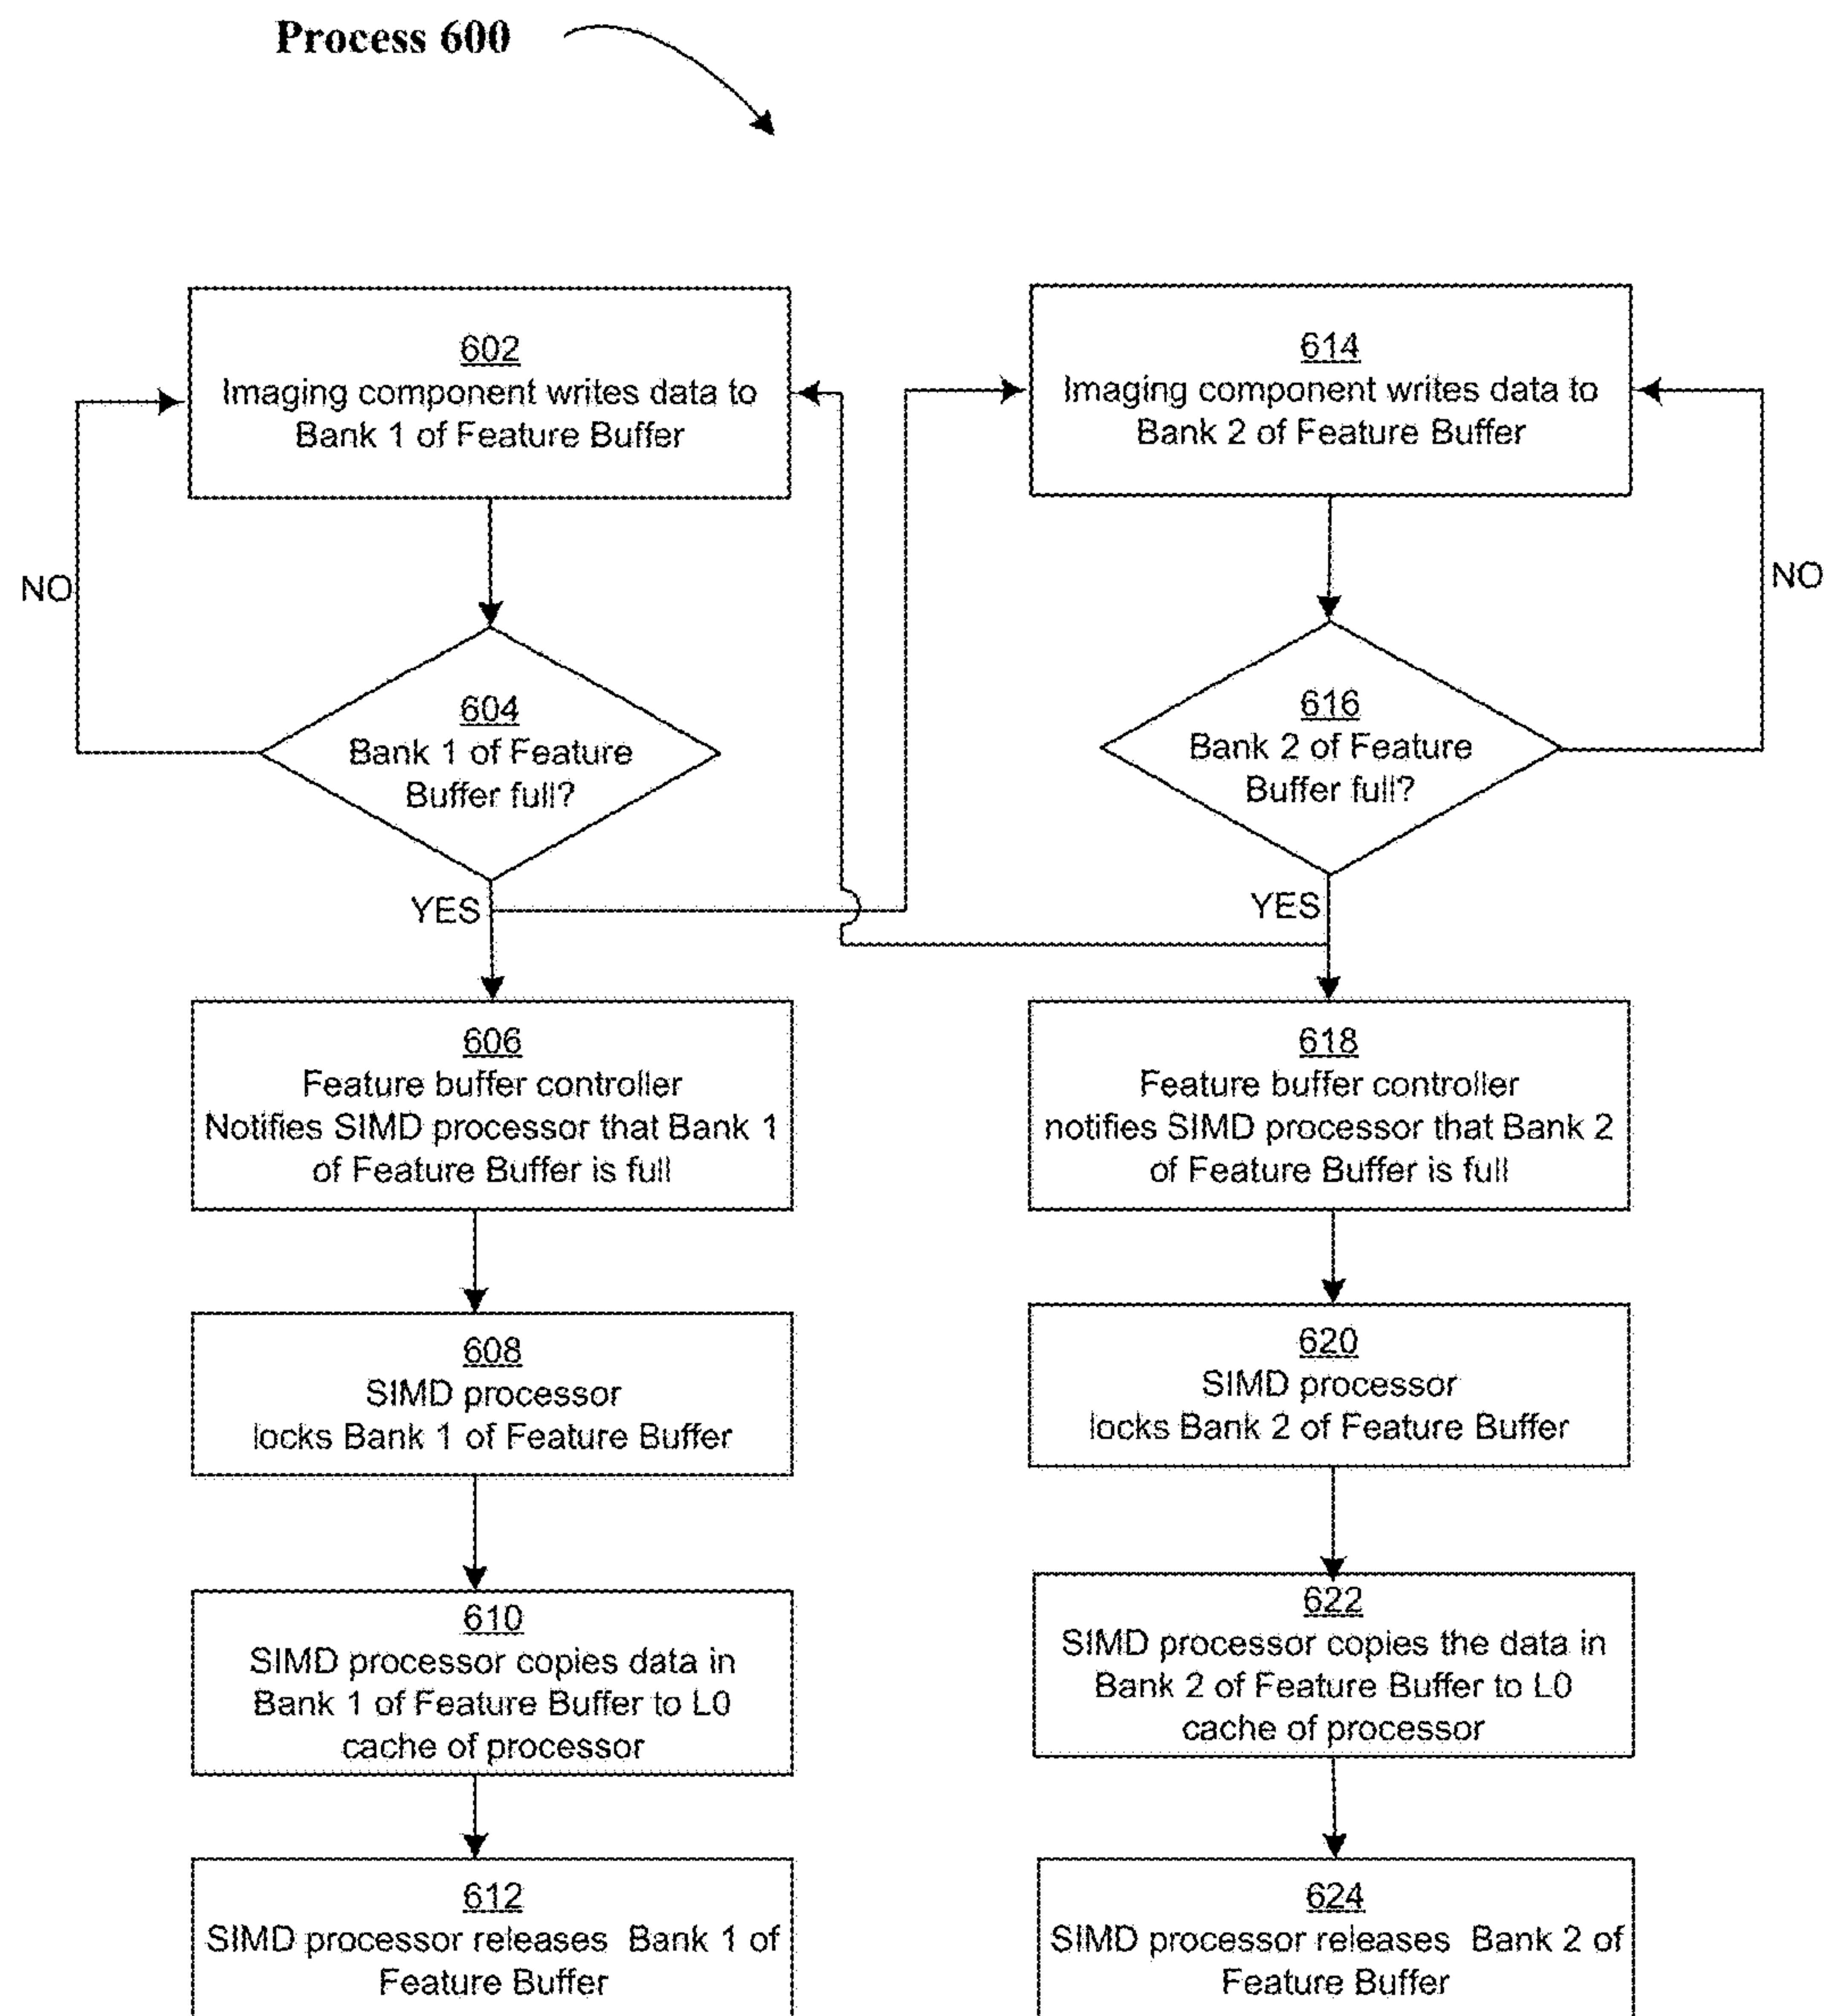 Process 600
602
Imaging component writes data to
Bank 1 of Feature Buffer
NO
604
Bank 1 of Feature
Buffer full?
YES
606
Feature buffer controller
Notifies SIMD processor that Bank 1
of Feature Buffer is full
608
SIMD processor
locks Bank 1 of Feature Buffer
610
SIMD processor copies data in
Bank 1 of Feature Buffer to L0
cache of processor
612
SIMD processor releases Bank 1 of
Feature Buffer
614
Imaging component writes data to
Bank 2 of Feature Buffer
NO
616
Bank 2 of Feature
Buffer full?
YES
618
Feature buffer controller
notifies SIMD processor that Bank 2
of Feature Buffer is full
620
SIMD processor
locks Bank 2 of Feature Buffer
622
SIMD processor copies the data in
Bank 2 of Feature Buffer to L0
cache of processor
624
SIMD processor releases Bank 2 of
Feature Buffer